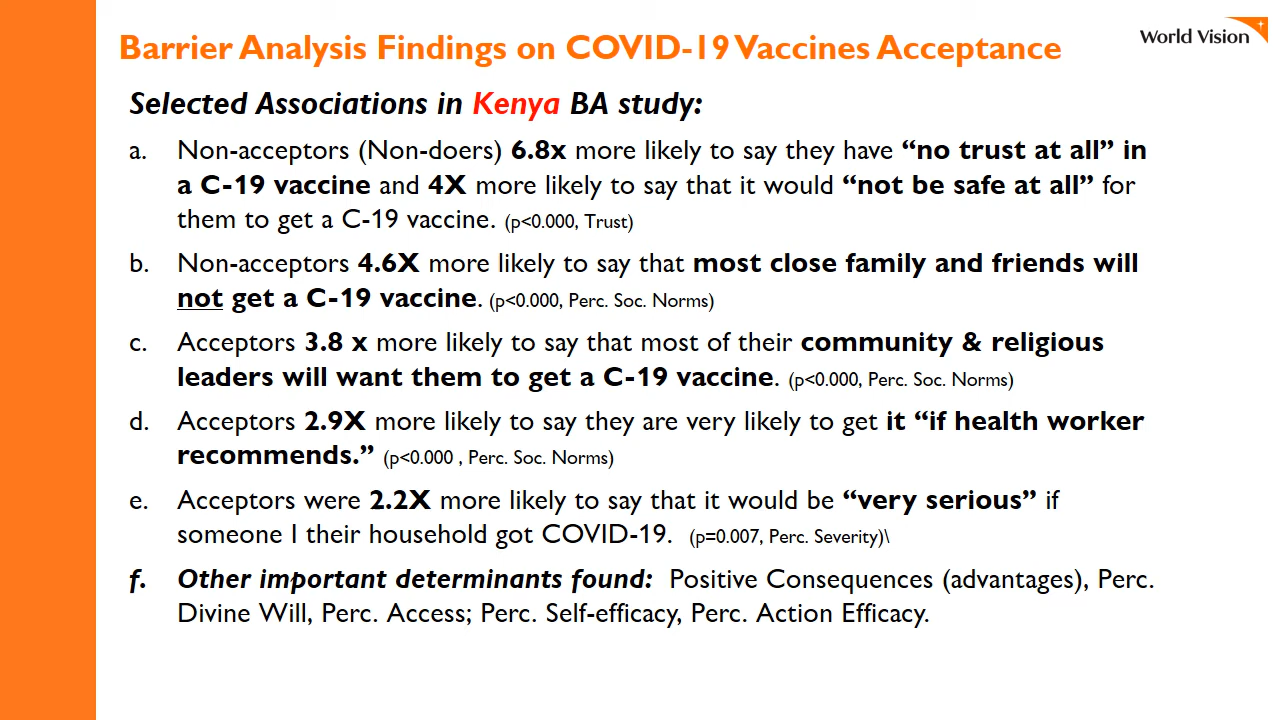 Barrier Analysis Findings on COVID-19 Vaccines Acceptance
World Vision
Selected Associations in Kenya BA study:
a. Non-acceptors (Non-doers) 6.8x more likely to say they have “no trust at all” in
a C-19 vaccine and 4X more likely to say that it would “not be safe at all” for
them to get a C-19 vaccine. (p<0.000, Trust)
b. Non-acceptors 4.6X more likely to say that most close family and friends will
not get a C-19 vaccine. (p<0.000, Perc. Soc. Norms)
c. Acceptors 3.8 x more likely to say that most of their community & religious
leaders will want them to get a C-19 vaccine. (p<0.000, Perc. Soc. Norms)
d. Acceptors 2.9X more likely to say they are very likely to get it “if health worker
recommends.” (p<0.000 , Perc. Soc. Norms)
e. Acceptors were 2.2X more likely to say that it would be “very serious” if
someone I their household got COVID-19. (p=0.007, Perc. Severity)\
f. Other important determinants found: Positive Consequences (advantages), Perc.
Divine Will, Perc. Access; Perc. Self-efficacy, Perc. Action Efficacy.